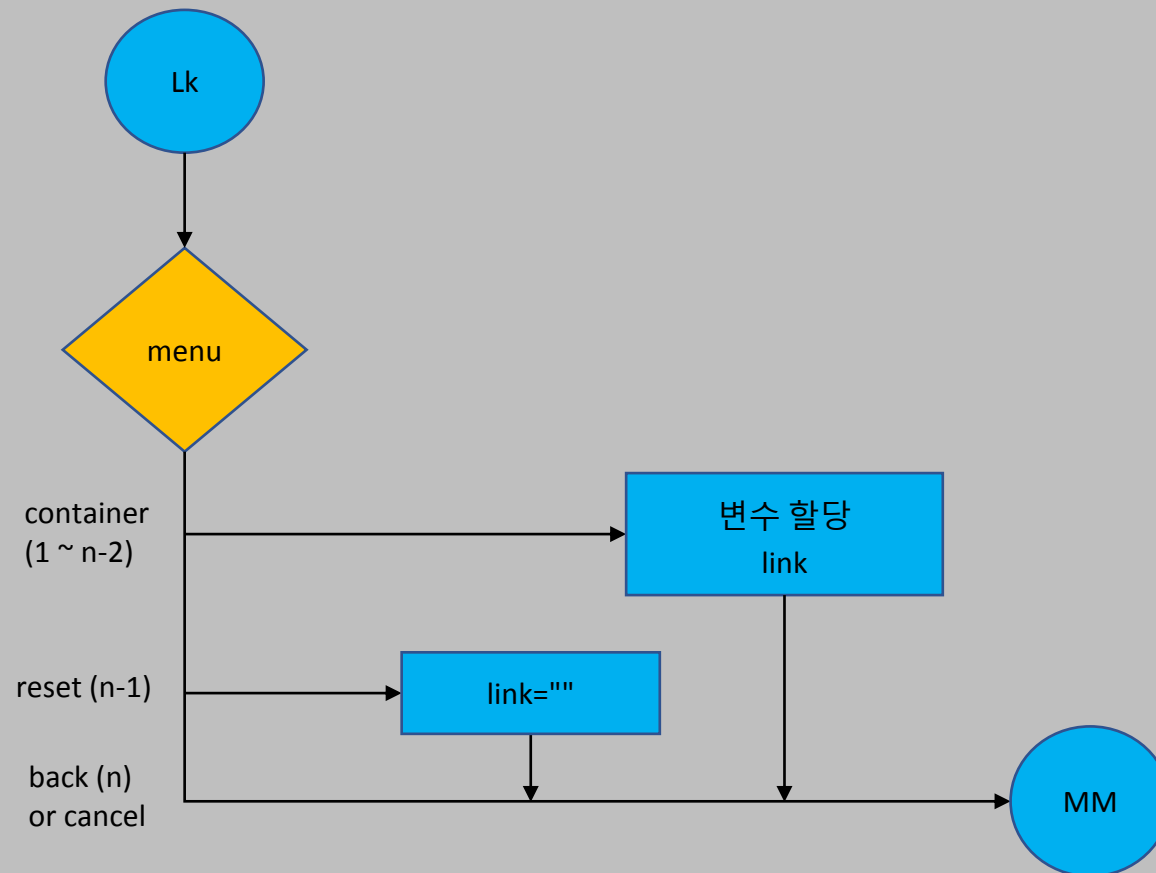 Lk
menu
container
(1 ~ n-2)
변수 할당
link
reset (n-1)
link=""
back (n)
or cancel
MM